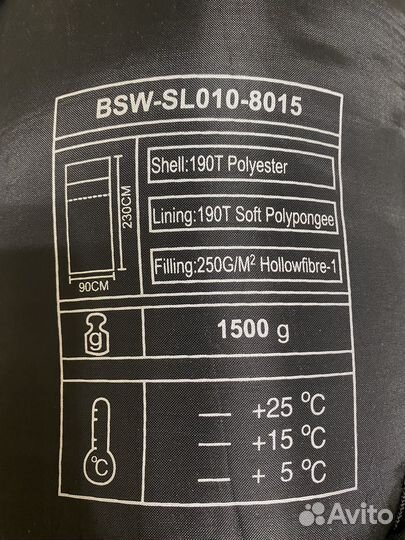 BSW-SL010-8015
230CM
90CM
Shell:190T Polyester
Lining:190T Soft Polypongee
Filling:250G/M² Hollowfibre-1
g
1500 g
°C
— +25 °C
— +15 °C
— + 5 °C
Avito